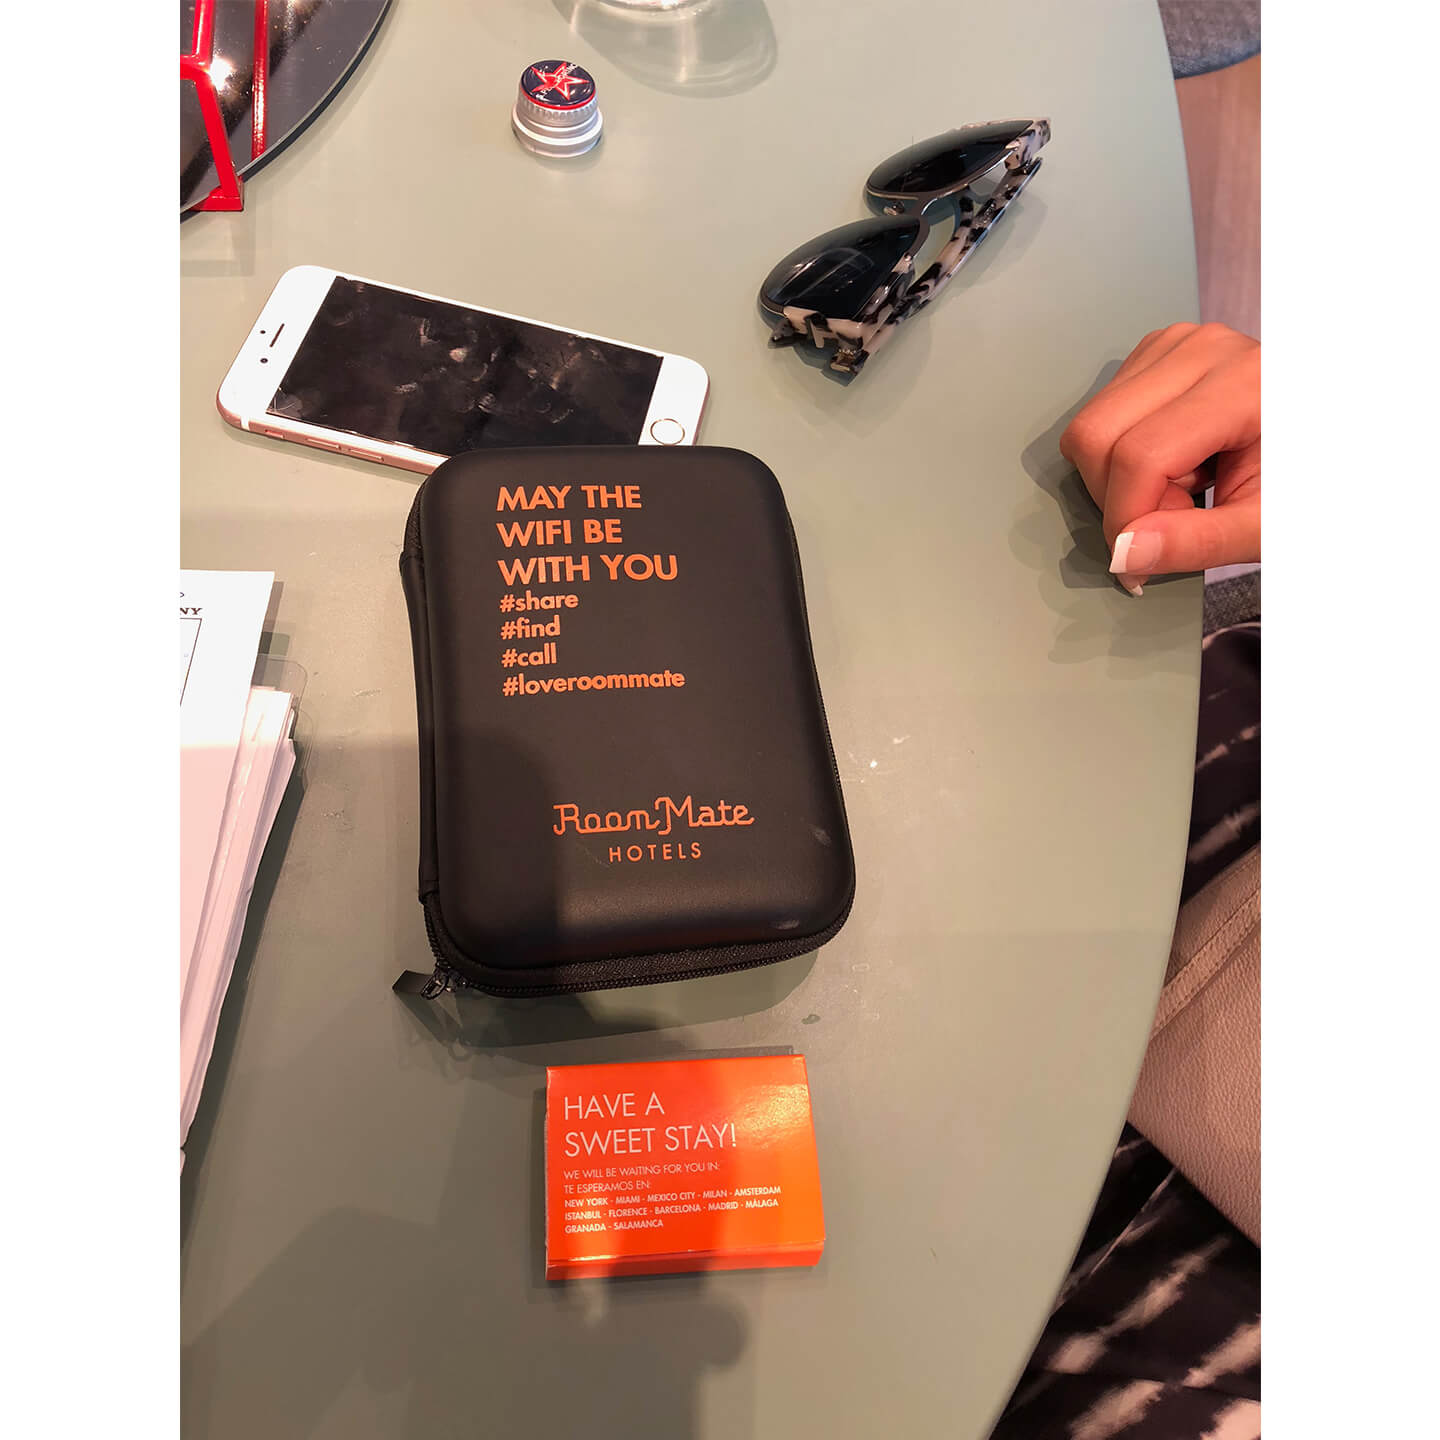 NY
MAY THE
WIFI BE
WITH YOU
#share
#find
#call
#loveroommate
Room Mate
HOTELS
HAVE A
SWEET STAY!
WE WILL BE WAITING FOR YOU IN:
TE ESPERAMOS EN:
NEW YORK - MIAMI - MEXICO CITY - MILAN - AMSTERDAM
ISTANBUL - FLORENCE - BARCELONA - MADRID - MÁLAGA
GRANADA - SALAMANCA